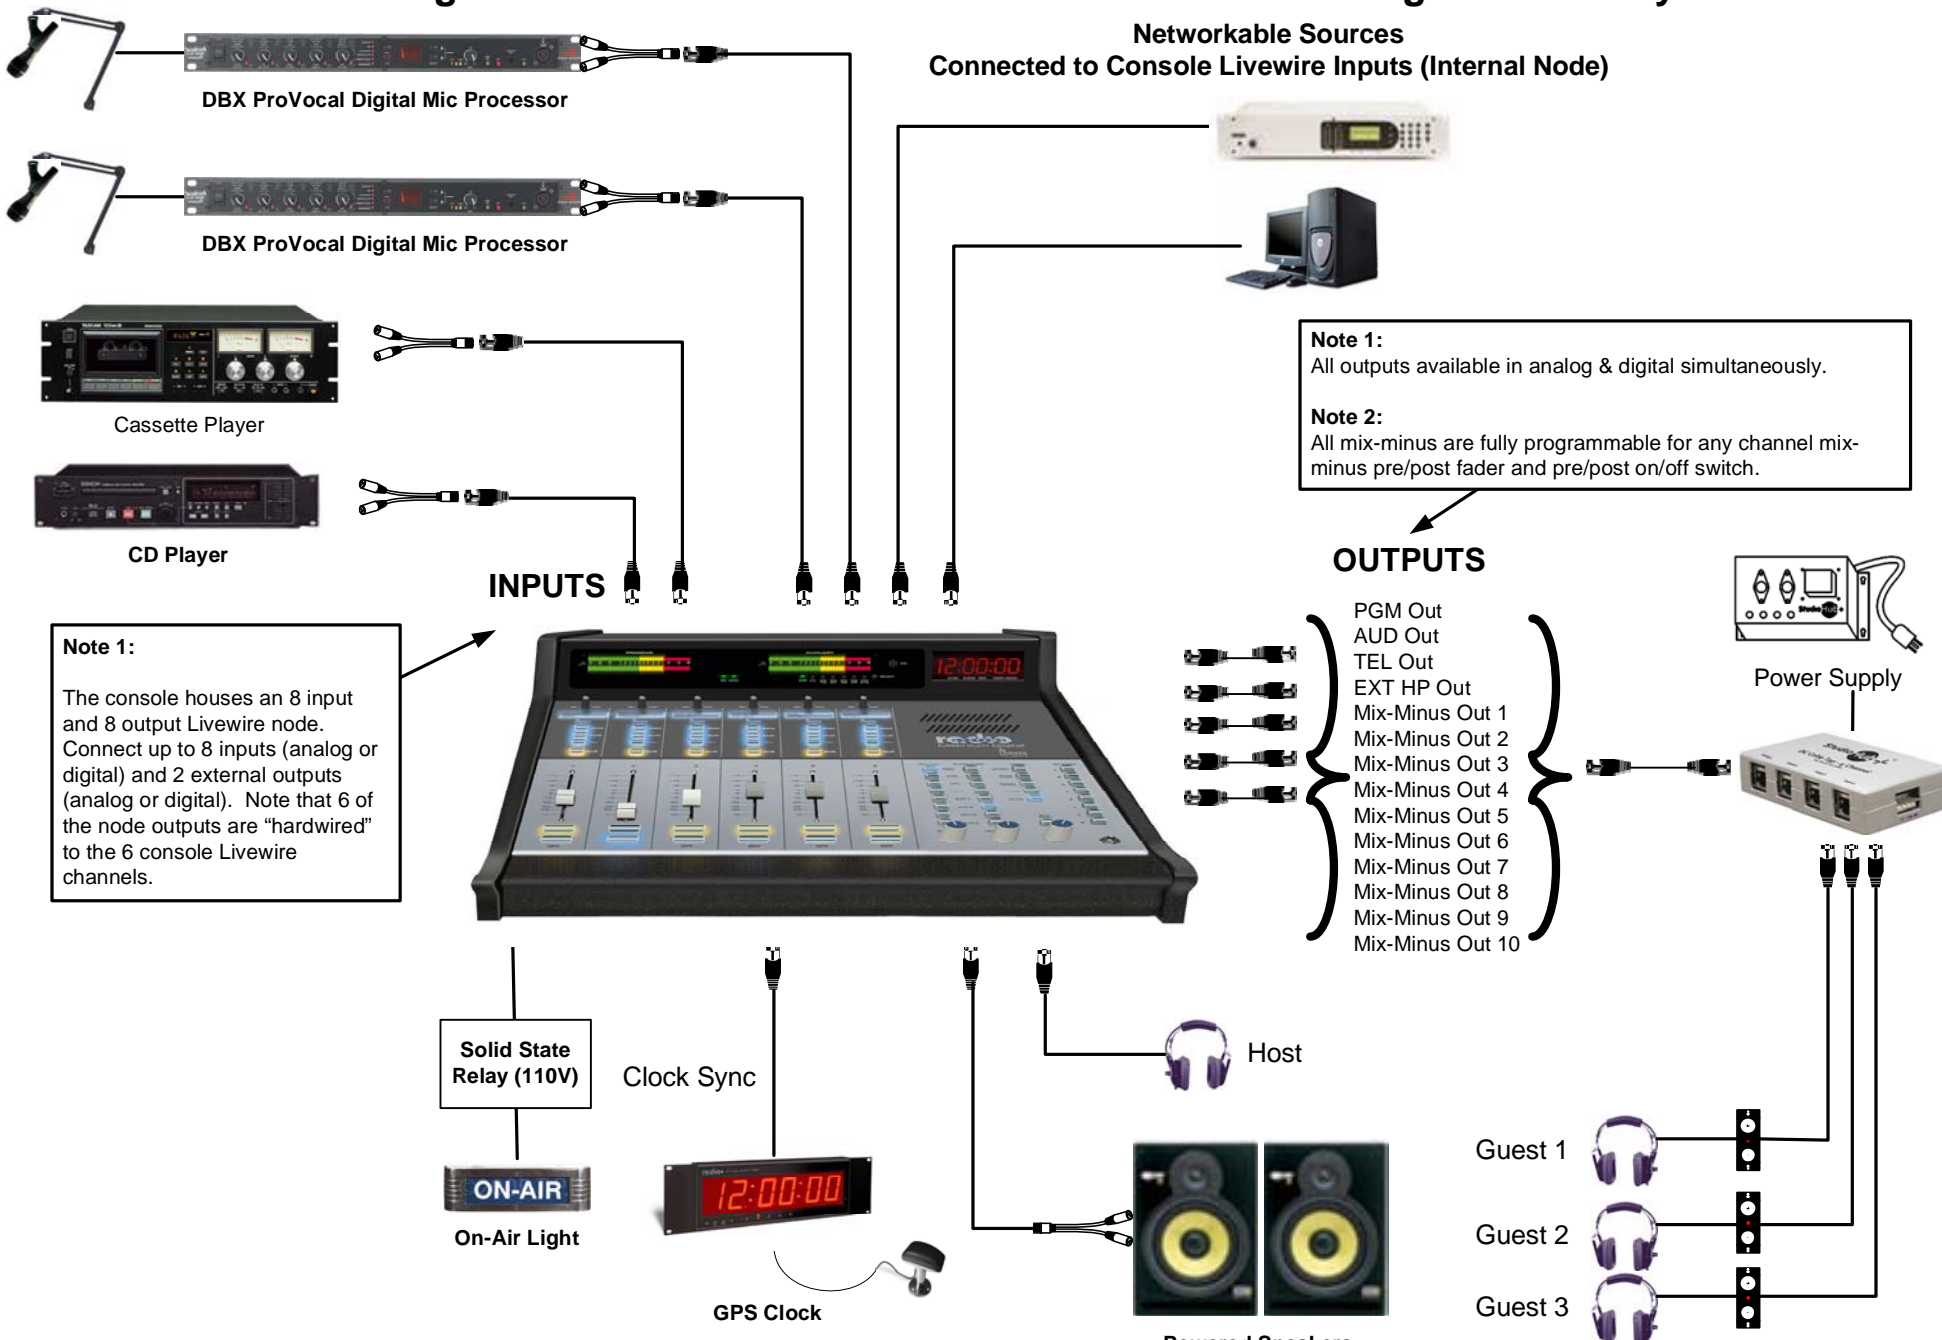 Networkable Sources
Connected to Console Livewire Inputs (Internal Node)
DBX ProVocal Digital Mic Processor
DBX ProVocal Digital Mic Processor
Cassette Player
CD Player
Note 1:
All outputs available in analog & digital simultaneously.
Note 2:
All mix-minus are fully programmable for any channel mix-
minus pre/post fader and pre/post on/off switch.
INPUTS
OUTPUTS
Note 1:
The console houses an 8 input
and 8 output Livewire node.
Connect up to 8 inputs (analog or
digital) and 2 external outputs
(analog or digital).  Note that 6 of
the node outputs are “hardwired”
to the 6 console Livewire
channels.
PROGRAM
AUXILIARY
12:00:00
PGM Out
AUD Out
TEL Out
EXT HP Out
Mix-Minus Out 1
Mix-Minus Out 2
Mix-Minus Out 3
Mix-Minus Out 4
Mix-Minus Out 5
Mix-Minus Out 6
Mix-Minus Out 7
Mix-Minus Out 8
Mix-Minus Out 9
Mix-Minus Out 10
StudioHub+
Power Supply
Solid State
Relay (110V)
ON-AIR
On-Air Light
Clock Sync
12:00:00
GPS Clock
Host
Powered Speakers
Guest 1
Guest 2
Guest 3